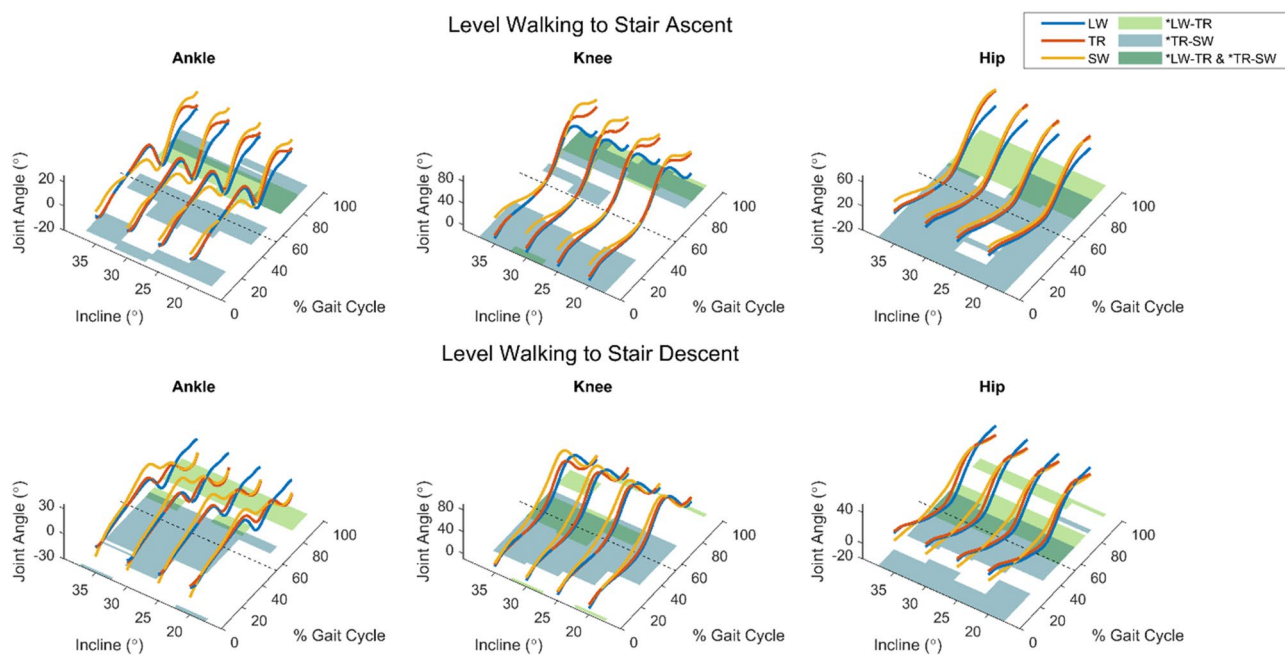 Level Walking to Stair Ascent
LW
TR
SW
*LW-TR
*TR-SW
*LW-TR & *TR-SW
Ankle
Knee
Hip
Joint Angle (°)
20
0
-20
35
30
25
20
Incline (°)
0
20
40
60
80
100
% Gait Cycle
Joint Angle (°)
80
40
0
35
30
25
20
Incline (°)
0
20
40
60
80
100
% Gait Cycle
Joint Angle (°)
60
20
-20
35
30
25
20
Incline (°)
0
20
40
60
80
100
% Gait Cycle
Level Walking to Stair Descent
Ankle
Knee
Hip
Joint Angle (°)
30
0
-30
35
30
25
20
Incline (°)
0
20
40
60
80
100
% Gait Cycle
Joint Angle (°)
80
40
0
35
30
25
20
Incline (°)
0
20
40
60
80
100
% Gait Cycle
Joint Angle (°)
40
0
-20
35
30
25
20
Incline (°)
0
20
40
60
80
100
% Gait Cycle